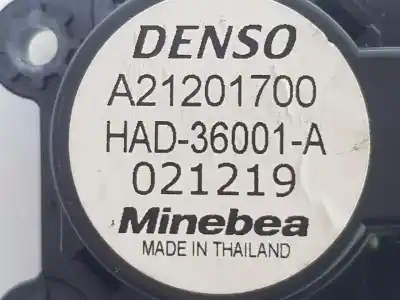 DENSO
A21201700
HAD-36001-A
021219
Minebea
MADE IN THAILAND